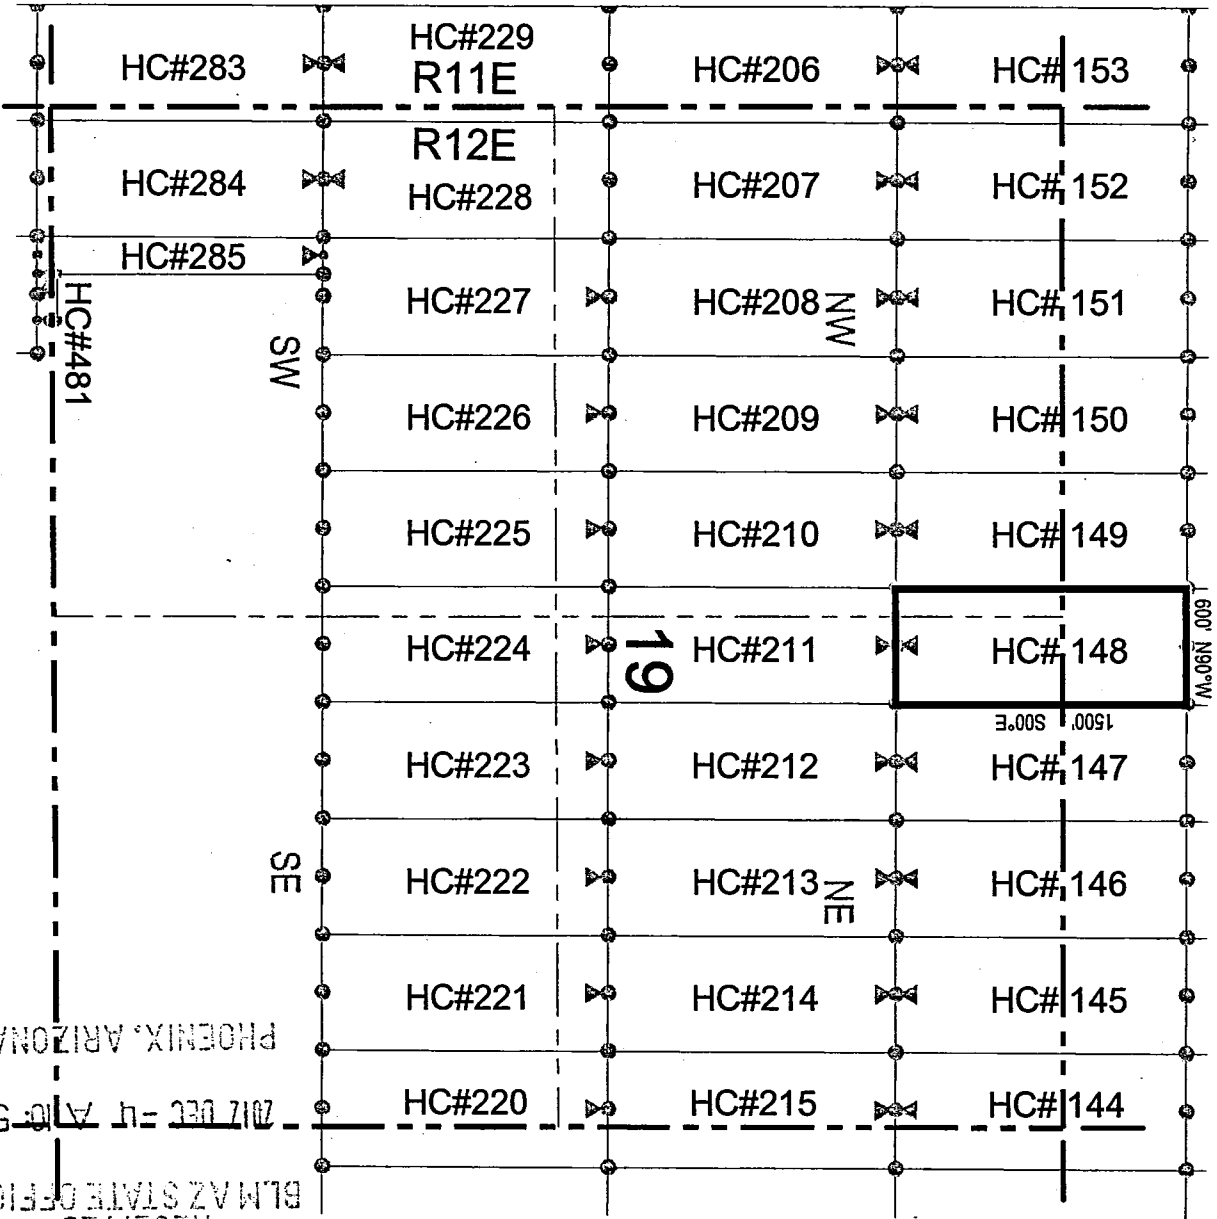 HC#283
HC#229
HC#206
HC# 153
R11E
R12E
HC#284
HC#228
HC#207
HC# 152
HC#285
HC#227
HC#208
HC# 151
HC#481
SW
NW
HC#226
HC#209
HC# 150
HC#225
HC#210
HC# 149
HC#224
19
HC#211
HC# 148
600' N90°W
1500' S00°E
HC#223
HC#212
HC# 147
SE
HC#222
HC#213
NE
HC# 146
HC#221
HC#214
HC# 145
HC#220
HC#215
HC# 144
BLM AZ STATE
2012 DEC -4 A
PHOENIX, ARIZONA